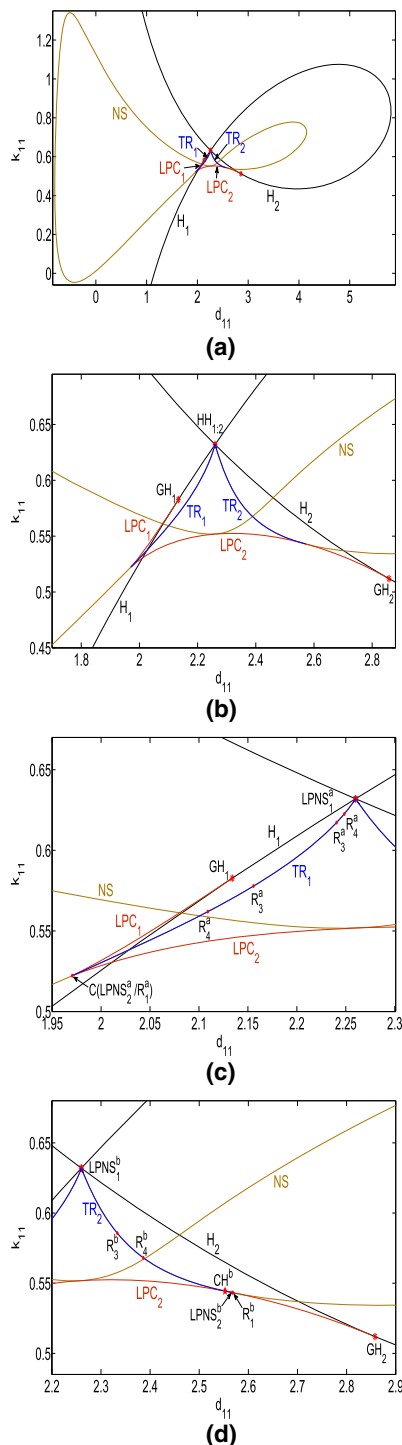 1.2
1
0.8
0.6
0.4
0.2
0
k₁₁
NS
TR₁
TR₂
LPC₁
LPC₂
H₁
H₂
0 1 2 3 4 5
d₁₁
(a)
0.65
0.6
0.55
0.5
0.45
k₁₁
HH₁:₂
NS
GH₁
LPC₁
TR₁
TR₂
H₂
LPC₂
H₁
GH₂
1.8 2 2.2 2.4 2.6 2.8
d₁₁
(b)
0.65
0.6
0.55
0.5
k₁₁
LPNS₁ᵃ
H₁
R₄ᵃ
R₃ᵃ
GH₁
TR₁
NS
R₃ᵃ
LPC₁
R₄ᵃ
LPC₂
C(LPNS₂ᵃ/R₁ᵃ)
1.95 2 2.05 2.1 2.15 2.2 2.25 2.3
d₁₁
(c)
0.65
0.6
0.55
0.5
k₁₁
LPNS₁ᵇ
NS
TR₂
R₃ᵇ
R₄ᵇ
H₂
CHᵇ
LPC₂
LPNS₂ᵇ
R₁ᵇ
GH₂
2.2 2.3 2.4 2.5 2.6 2.7 2.8 2.9
d₁₁
(d)